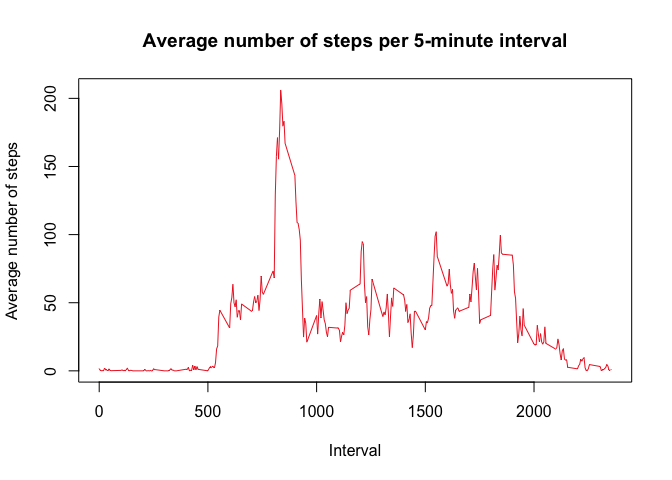 Average number of steps per 5-minute interval
Average number of steps
200
150
100
50
0
0 500 1000 1500 2000
Interval